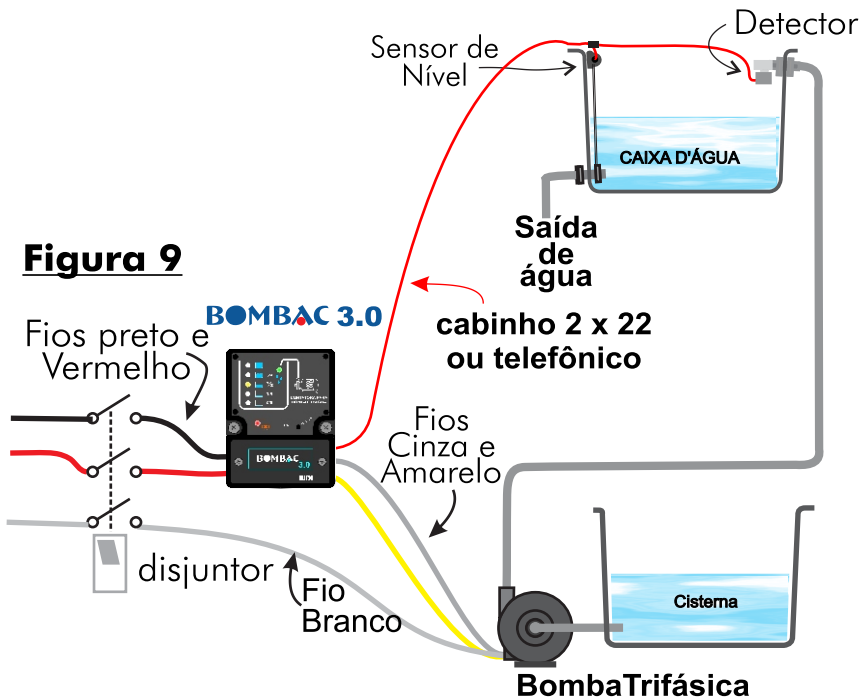 Detector
Sensor de
Nível
CAIXA D'ÁGUA
Saída
de
água
Figura 9
BOMBAC 3.0
cabinho 2 x 22
ou telefônico
Fios preto e
Vermelho
Fios
Cinza e
Amarelo
BOMBAC
3.0
disjuntor
Fio
Branco
Cisterna
BombaTrifásica